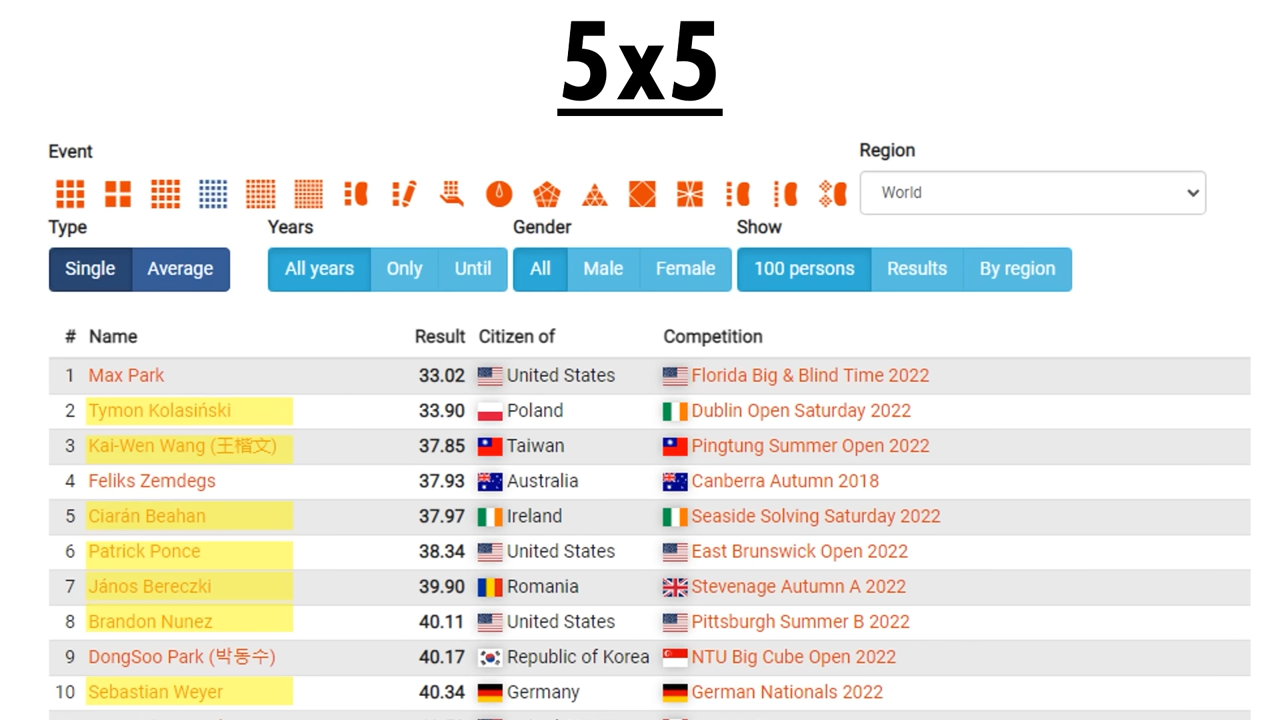 5x5
Event Region
World
Type Years Gender Show
Single Average All years Only Until All Male Female 100 persons Results By region
# Name Result Citizen of Competition
1 Max Park 33.02 United States Florida Big & Blind Time 2022
2 Tymon Kolasiński 33.90 Poland Dublin Open Saturday 2022
3 Kai-Wen Wang (王楷文) 37.85 Taiwan Pingtung Summer Open 2022
4 Feliks Zemdegs 37.93 Australia Canberra Autumn 2018
5 Ciarán Beahan 37.97 Ireland Seaside Solving Saturday 2022
6 Patrick Ponce 38.34 United States East Brunswick Open 2022
7 János Bereczki 39.90 Romania Stevenage Autumn A 2022
8 Brandon Nunez 40.11 United States Pittsburgh Summer B 2022
9 DongSoo Park (박동수) 40.17 Republic of Korea NTU Big Cube Open 2022
10 Sebastian Weyer 40.34 Germany German Nationals 2022